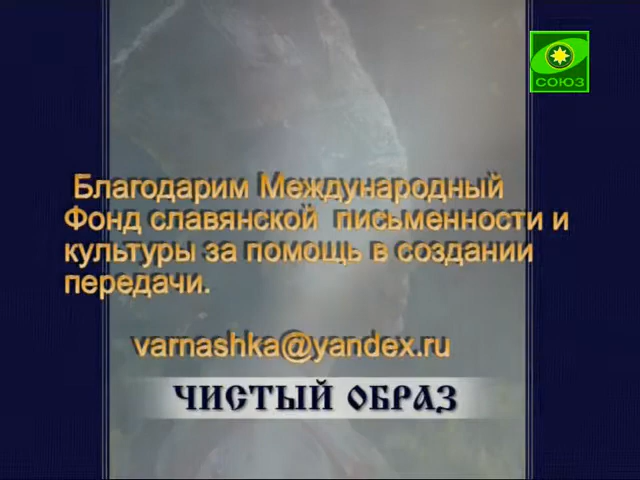 СОЮЗ
Благодарим Международный
Фонд славянской письменности и
культуры за помощь в создании
передачи.
varnashka@yandex.ru
ЧИСТЫЙ ОБРАЗ